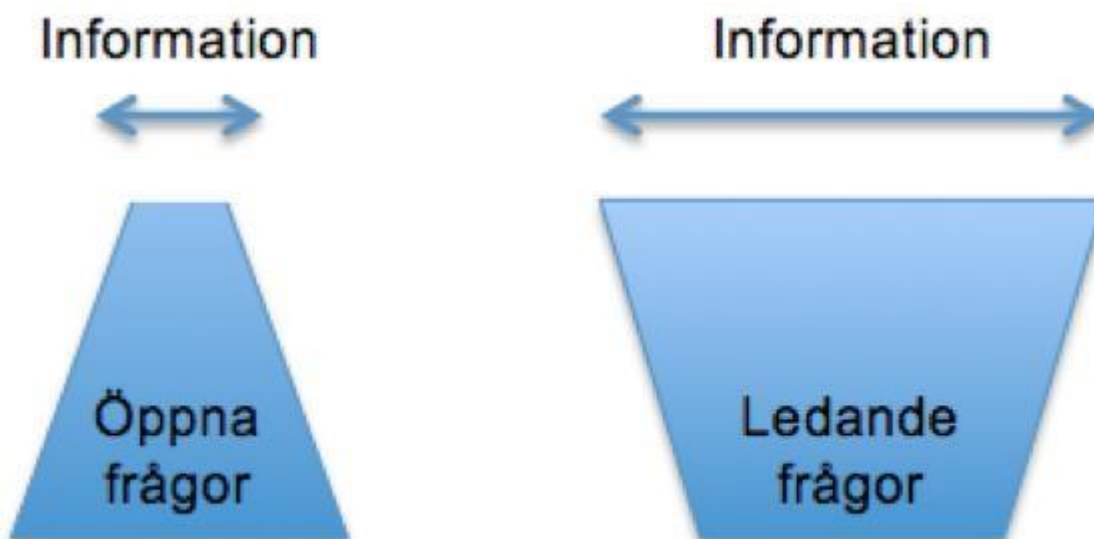 Information
Information
Öppna
frågor
Ledande
frågor